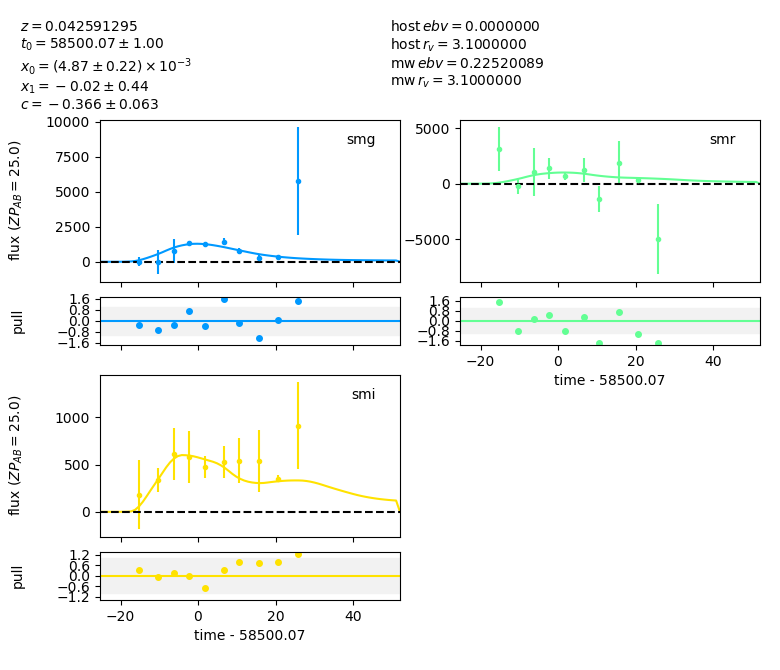 z = 0.042591295
t₀ = 58500.07 ± 1.00
x₀ = (4.87 ± 0.22) × 10⁻³
x₁ = −0.02 ± 0.44
c = −0.366 ± 0.063
host ebv = 0.0000000
host r_v = 3.1000000
mw ebv = 0.22520089
mw r_v = 3.1000000
smg
10000
7500
5000
2500
0
flux (ZP_AB = 25.0)
smr
5000
0
−5000
1.6
0.8
0.0
−0.8
−1.6
pull
1.6
0.8
0.0
−0.8
−1.6
−20 0 20 40
time - 58500.07
smi
1000
500
0
flux (ZP_AB = 25.0)
1.2
0.6
0.0
−0.6
−1.2
pull
−20 0 20 40
time - 58500.07